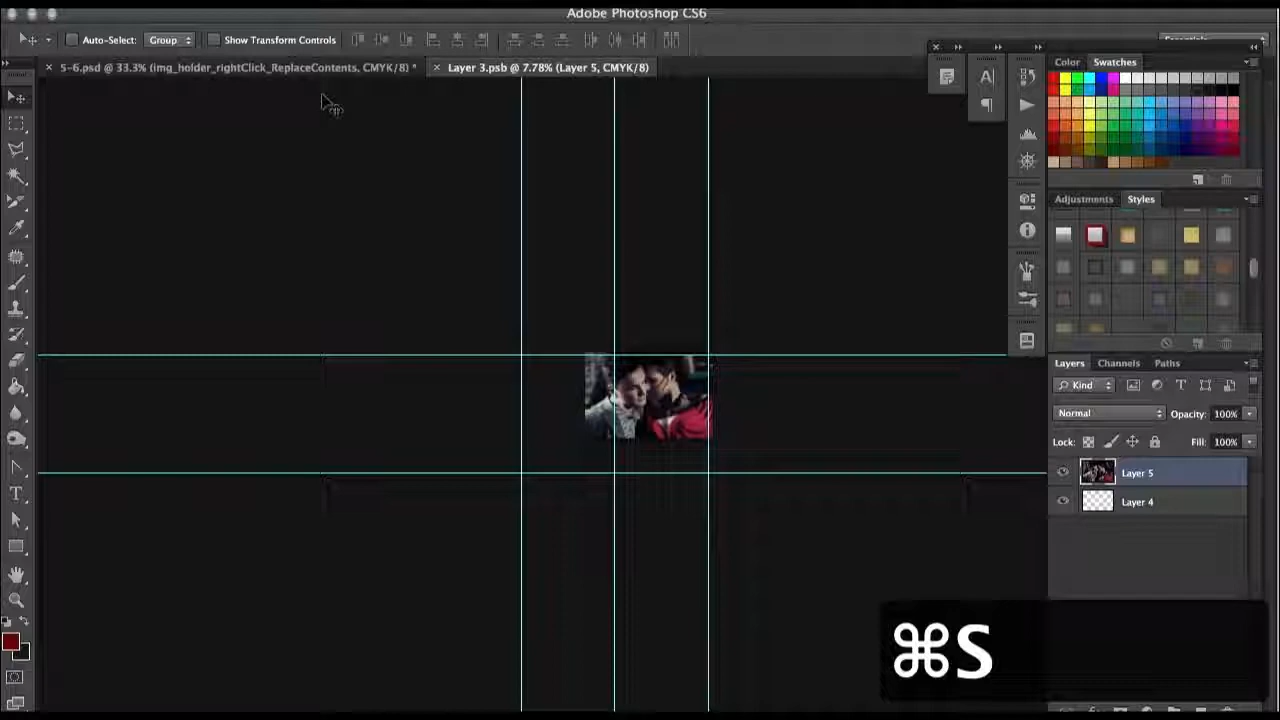 Adobe Photoshop CS6
Auto-Select: Group Show Transform Controls
Essentials
5-6.psd @ 33.3% (img_holder_rightClick_ReplaceContents, CMYK/8) * Layer 3.psb @ 7.78% (Layer 5, CMYK/8)
Color Swatches
Adjustments Styles
Layers Channels Paths
Kind
Normal Opacity: 100%
Lock: Fill: 100%
Layer 5
Layer 4
⌘S